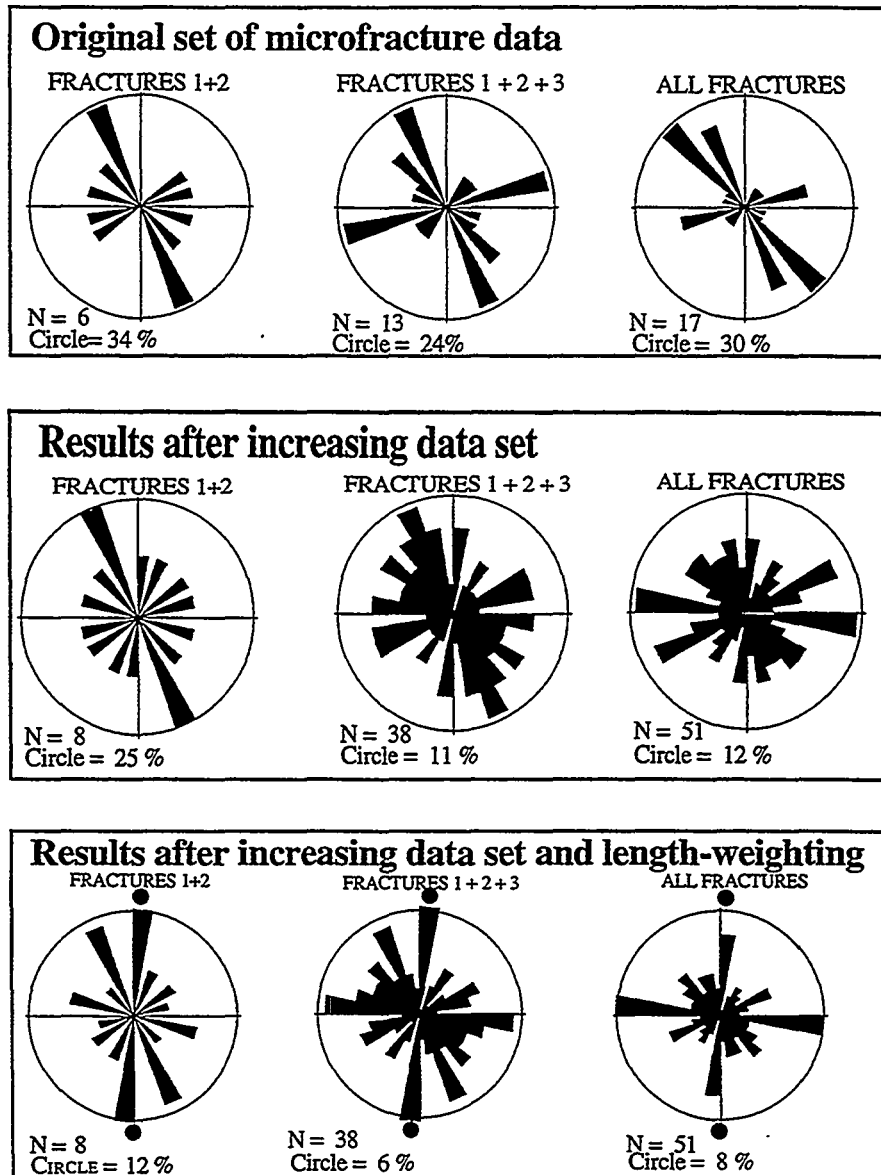 Original set of microfracture data
FRACTURES 1+2
FRACTURES 1 + 2 + 3
ALL FRACTURES
N = 6
Circle= 34 %
N = 13
Circle = 24%
N = 17
Circle = 30 %
Results after increasing data set
FRACTURES 1+2
FRACTURES 1 + 2 + 3
ALL FRACTURES
N = 8
Circle = 25 %
N = 38
Circle = 11 %
N = 51
Circle = 12 %
Results after increasing data set and length-weighting
FRACTURES 1+2
FRACTURES 1 + 2 + 3
ALL FRACTURES
N = 8
CIRCLE = 12 %
N = 38
Circle = 6 %
N = 51
Circle = 8 %